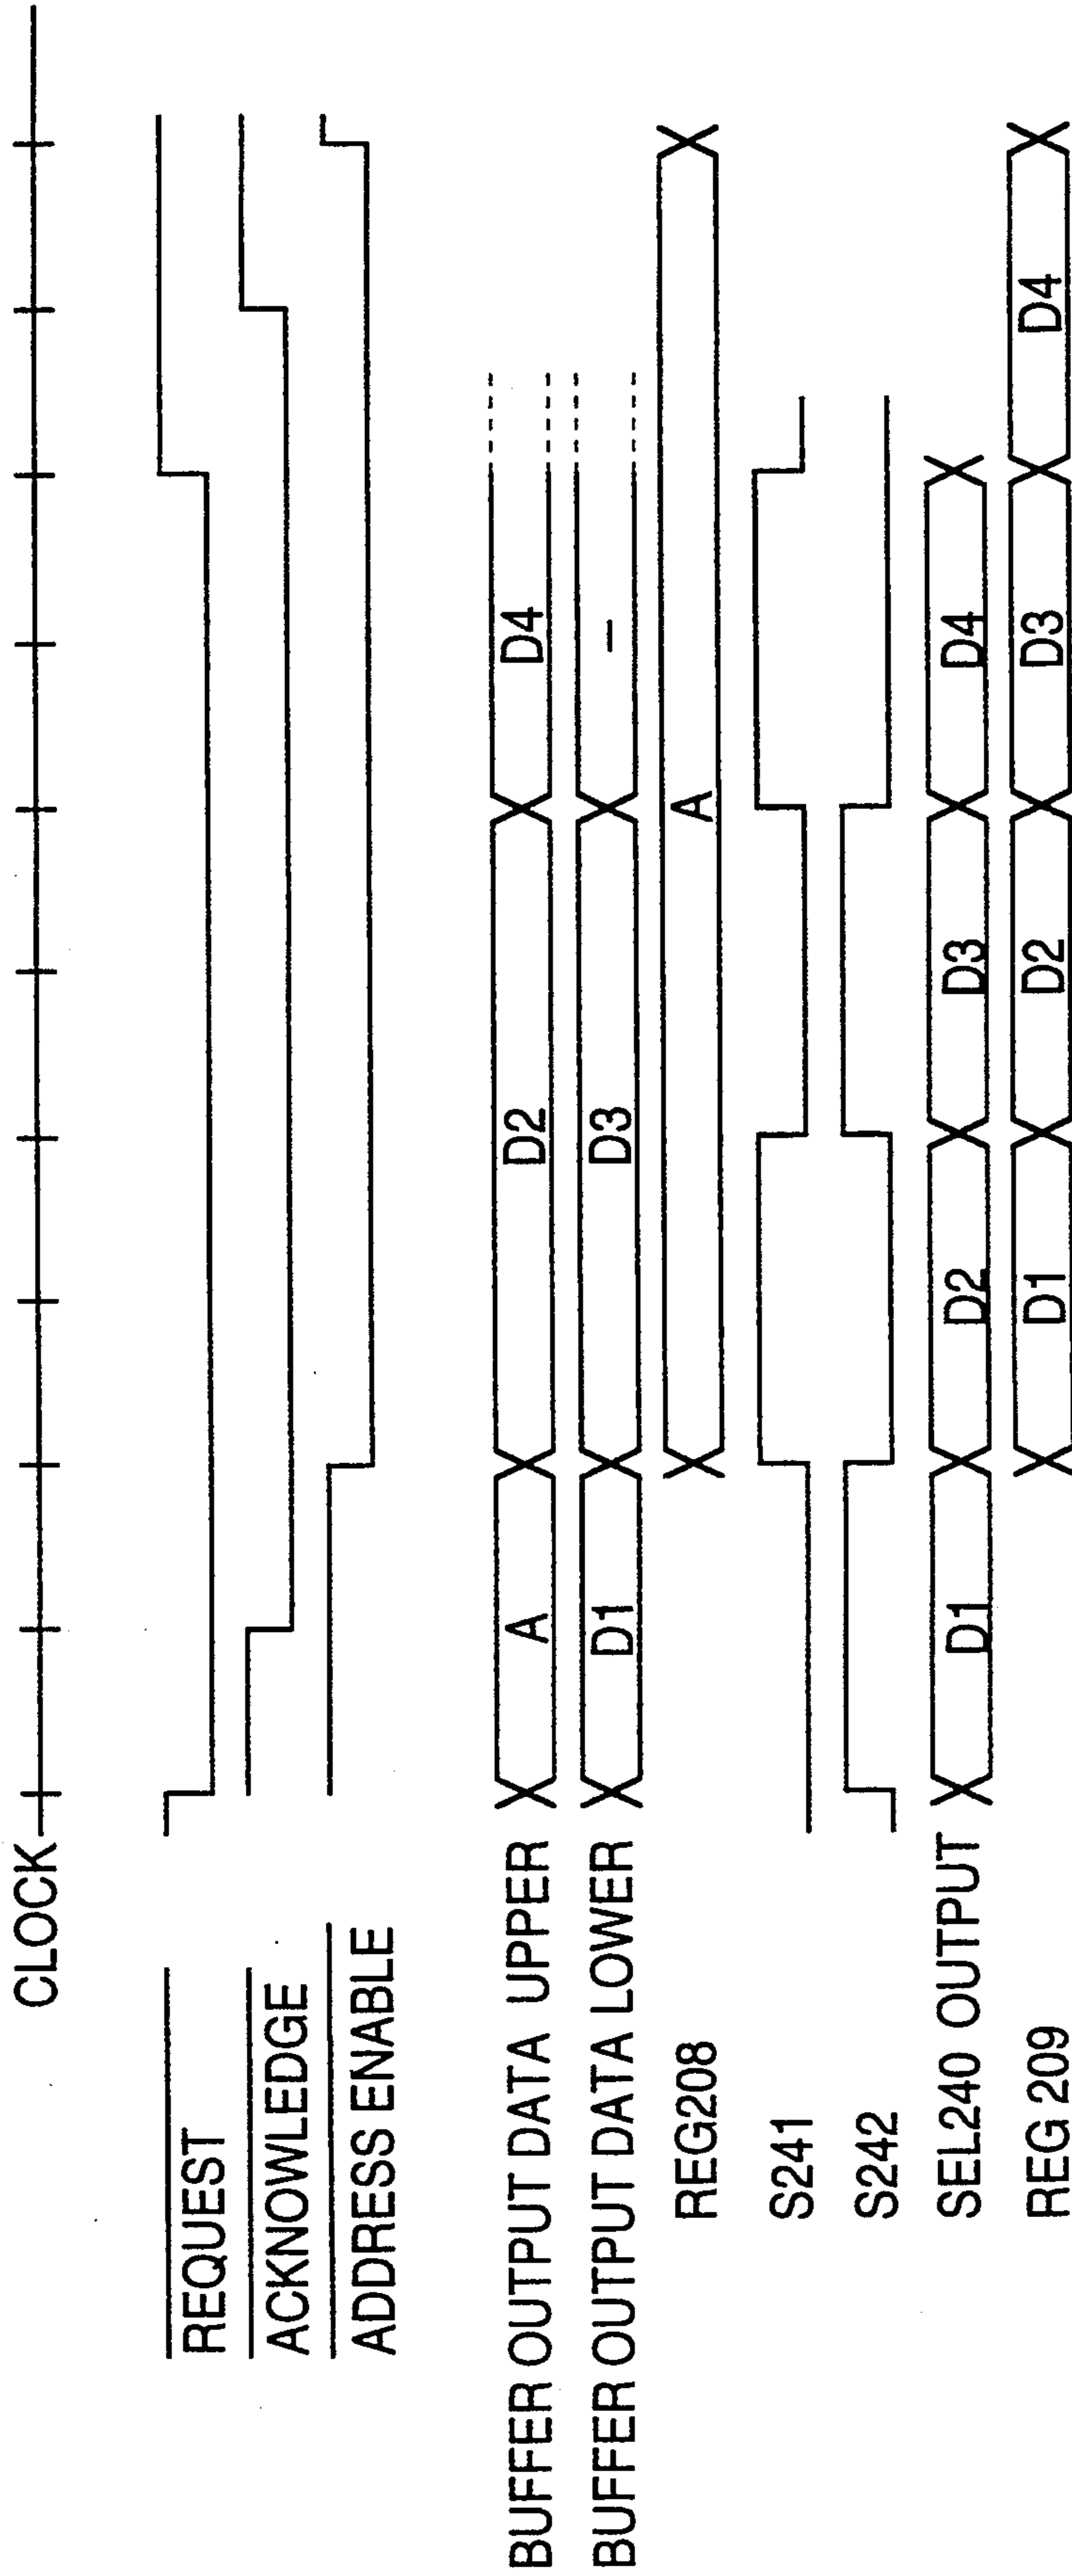 CLOCK
REQUEST
ACKNOWLEDGE
ADDRESS ENABLE
BUFFER OUTPUT DATA UPPER A D2 D4
BUFFER OUTPUT DATA LOWER D1 D3 –
REG208 A
S241
S242
SEL240 OUTPUT D1 D2 D3 D4
REG 209 D1 D2 D3 D4